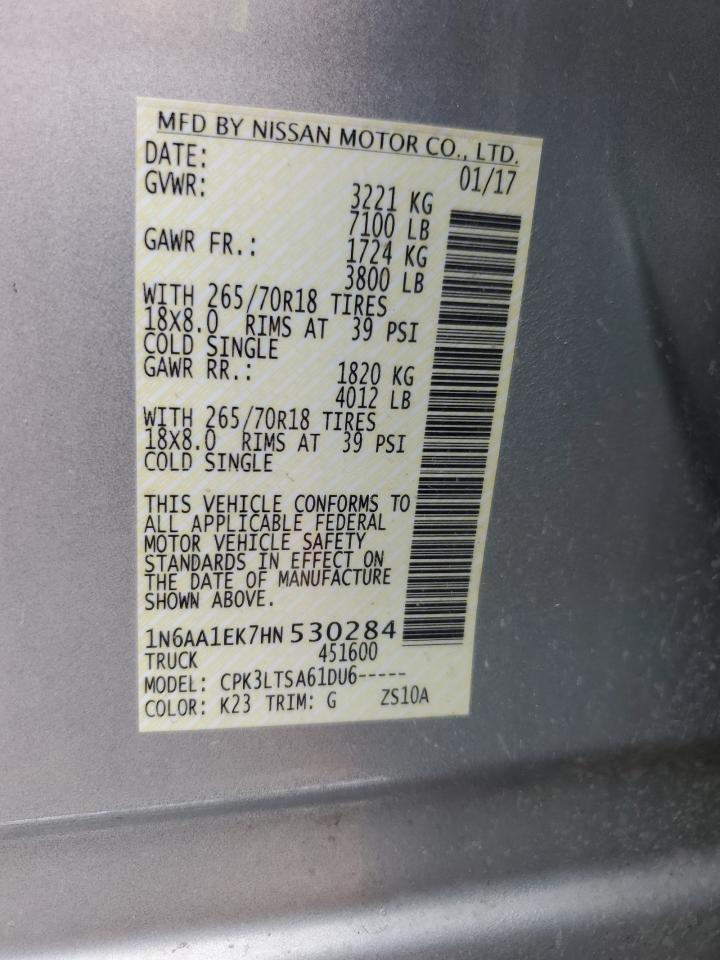 MFD BY NISSAN MOTOR CO., LTD.
DATE: 01/17
GVWR: 3221 KG
7100 LB
GAWR FR.: 1724 KG
3800 LB
WITH 265/70R18 TIRES
18X8.0 RIMS AT 39 PSI
COLD SINGLE
GAWR RR.: 1820 KG
4012 LB
WITH 265/70R18 TIRES
18X8.0 RIMS AT 39 PSI
COLD SINGLE
THIS VEHICLE CONFORMS TO
ALL APPLICABLE FEDERAL
MOTOR VEHICLE SAFETY
STANDARDS IN EFFECT ON
THE DATE OF MANUFACTURE
SHOWN ABOVE.
1N6AA1EK7HN 530284
TRUCK 451600
MODEL: CPK3LTSA61DU6-----
COLOR: K23 TRIM: G ZS10A